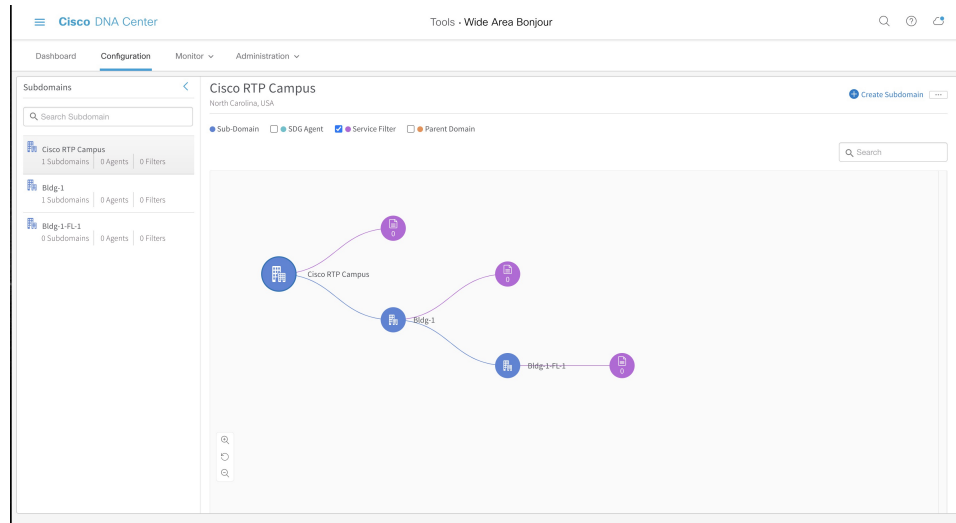 Cisco DNA Center
Tools · Wide Area Bonjour
Dashboard
Configuration
Monitor
Administration
Subdomains
Search Subdomain
Cisco RTP Campus
1 Subdomains
0 Agents
0 Filters
Bldg-1
1 Subdomains
0 Agents
0 Filters
Bldg-1-FL-1
0 Subdomains
0 Agents
0 Filters
Cisco RTP Campus
North Carolina, USA
Create Subdomain
Sub-Domain
SDG Agent
Service Filter
Parent Domain
Search
0
Cisco RTP Campus
0
Bldg-1
Bldg-1-FL-1
0